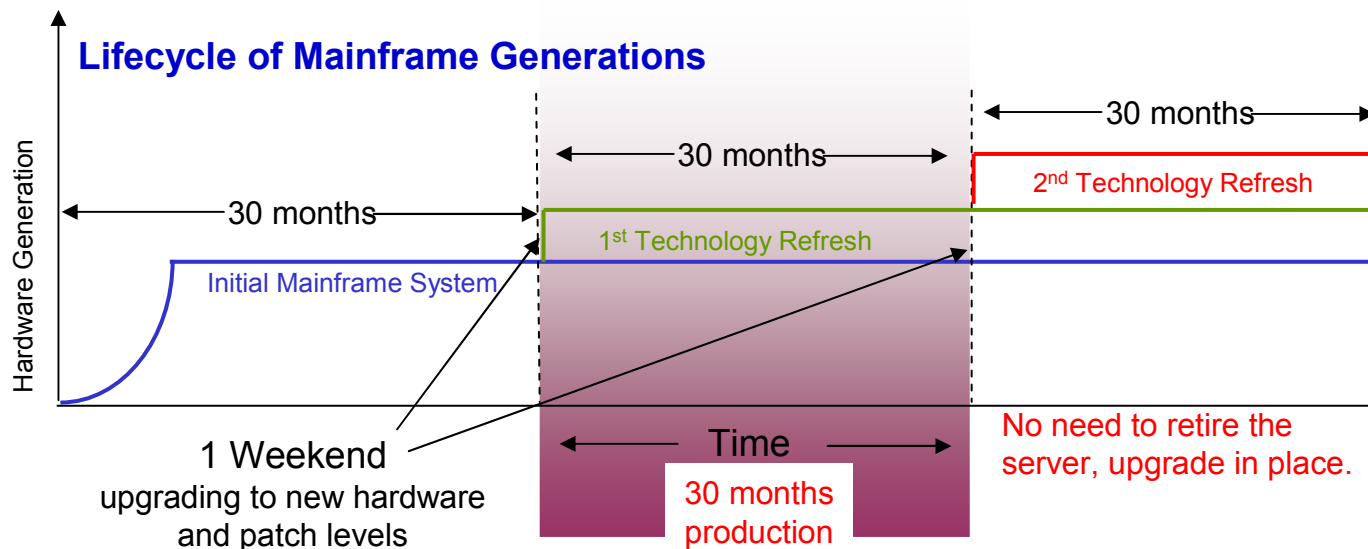 Lifecycle of Mainframe Generations
Hardware Generation
30 months
30 months
30 months
2nd Technology Refresh
1st Technology Refresh
Initial Mainframe System
1 Weekend
upgrading to new hardware
and patch levels
Time
30 months
production
No need to retire the
server, upgrade in place.